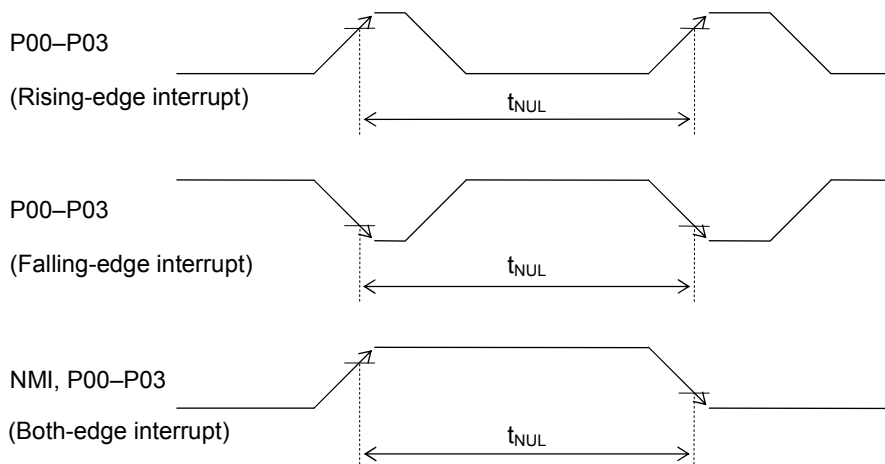 P00–P03
(Rising-edge interrupt)
tNUL
P00–P03
(Falling-edge interrupt)
tNUL
NMI, P00–P03
(Both-edge interrupt)
tNUL